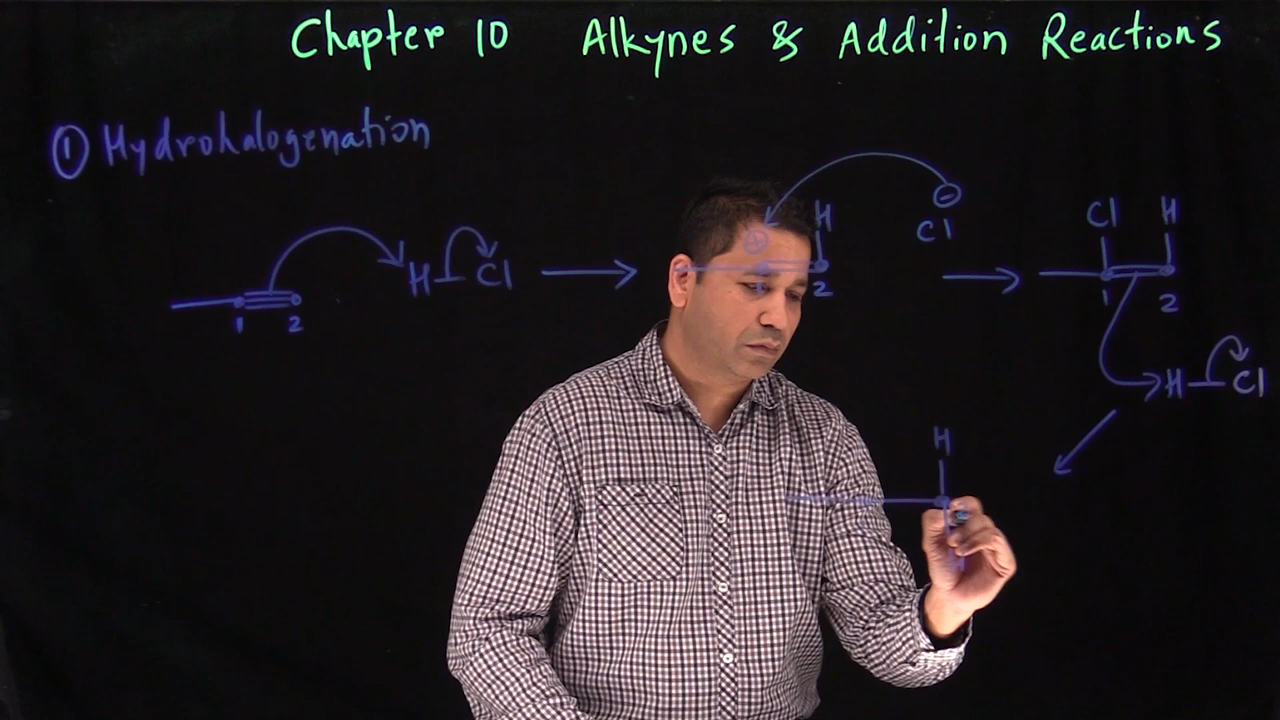 Chapter 10 Alkynes & Addition Reactions
① Hydrohalogenation
H Cl
1 2
⊕ H
2
⊖
Cl
Cl H
1 2
H Cl
H